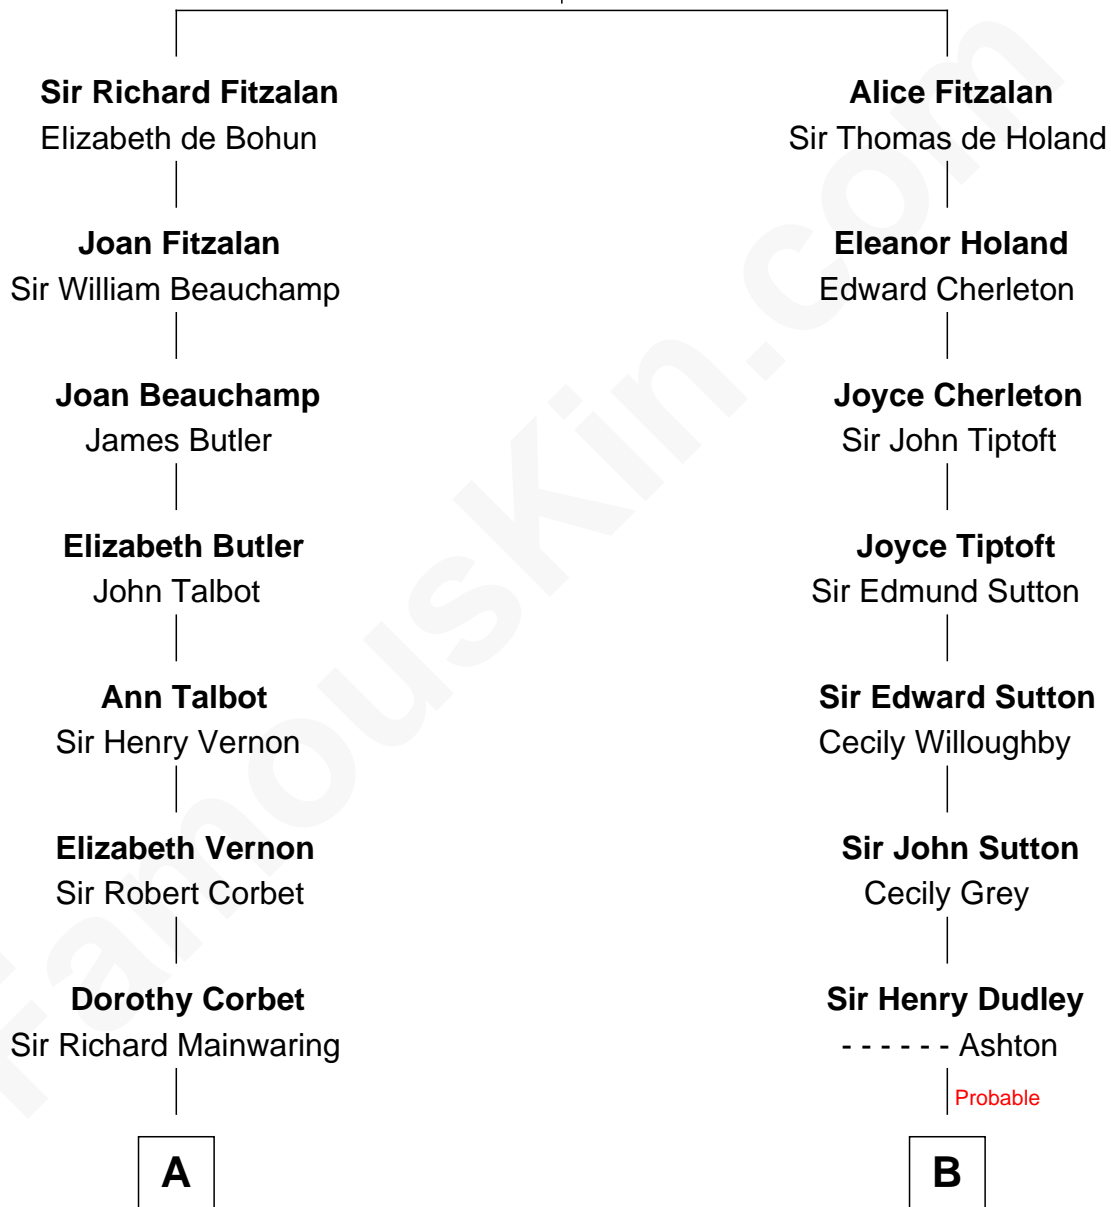 Sir Richard Fitzalan
Elizabeth de Bohun
Joan Fitzalan
Sir William Beauchamp
Joan Beauchamp
James Butler
Elizabeth Butler
John Talbot
Ann Talbot
Sir Henry Vernon
Elizabeth Vernon
Sir Robert Corbet
Dorothy Corbet
Sir Richard Mainwaring
A
Alice Fitzalan
Sir Thomas de Holand
Eleanor Holand
Edward Cherleton
Joyce Cherleton
Sir John Tiptoft
Joyce Tiptoft
Sir Edmund Sutton
Sir Edward Sutton
Cecily Willoughby
Sir John Sutton
Cecily Grey
Sir Henry Dudley
- - - - - - Ashton
Probable
B
FamousKin.com